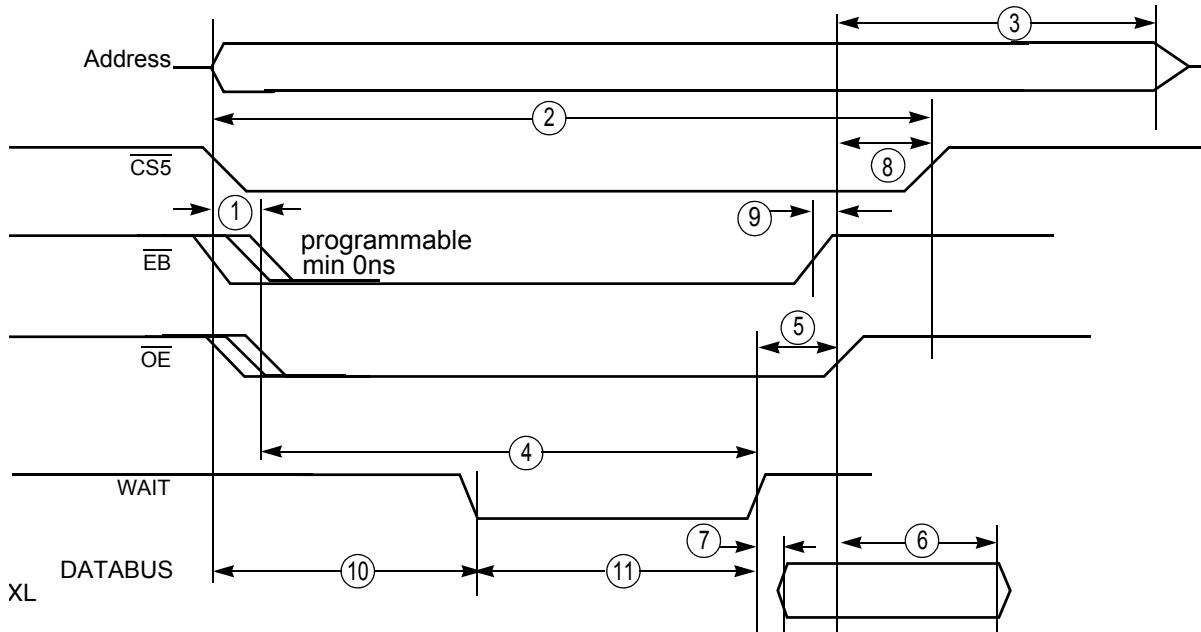 3
Address
2
CS5
8
1
9
programmable
min 0ns
EB
5
OE
4
WAIT
7
6
DATABUS
10
11
XL